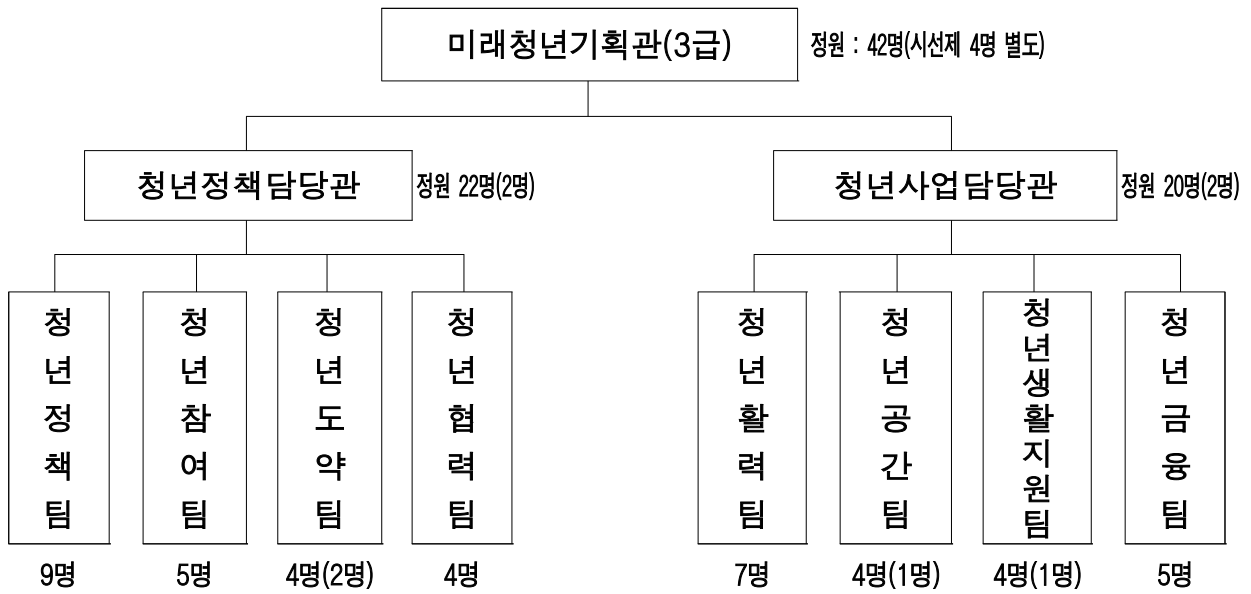 미래청년기획관(3급)
정원 : 42명(시선제 4명 별도)
청년정책담당관
정원 22명(2명)
청년사업담당관
정원 20명(2명)
청년정책팀
청년참여팀
청년도약팀
청년협력팀
청년활력팀
청년공간팀
청년생활지원팀
청년금융팀
9명
5명
4명(2명)
4명
7명
4명(1명)
4명(1명)
5명